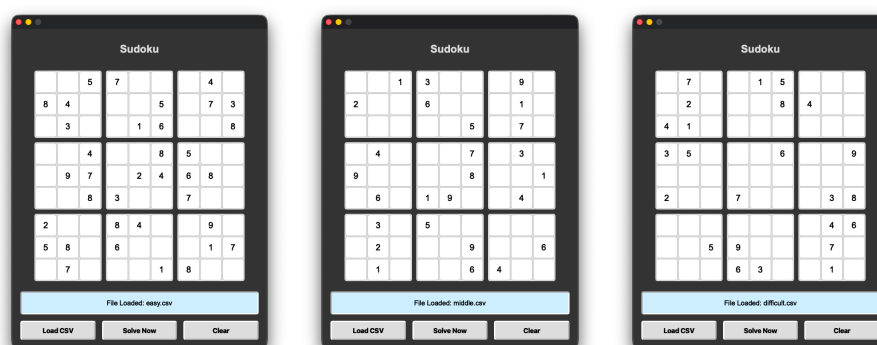 Sudoku
5 7 4
8 4 5 7 3
3 1 6 8
4 8 5
9 7 2 4 6 8
8 3 7
2 8 4 9
5 8 6 1 7
7 1 8
File Loaded: easy.csv
Load CSV Solve Now Clear
Sudoku
1 3 9
2 6 1
5 7
4 7 3
9 8 1
6 1 9 4
3 5
2 9 6
1 6 4
File Loaded: middle.csv
Load CSV Solve Now Clear
Sudoku
7 1 5
2 8 4
4 1
3 5 6 9
2 7 3 8
4 6
5 9 7
6 3 1
File Loaded: difficult.csv
Load CSV Solve Now Clear